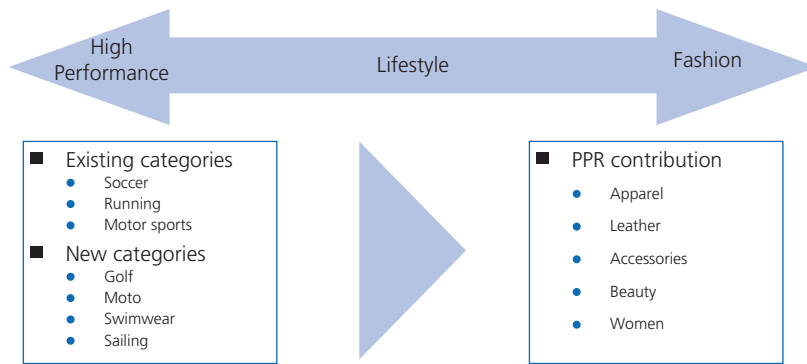 High
Performance
Lifestyle
Fashion
Existing categories
Soccer
Running
Motor sports
New categories
Golf
Moto
Swimwear
Sailing
PPR contribution
Apparel
Leather
Accessories
Beauty
Women